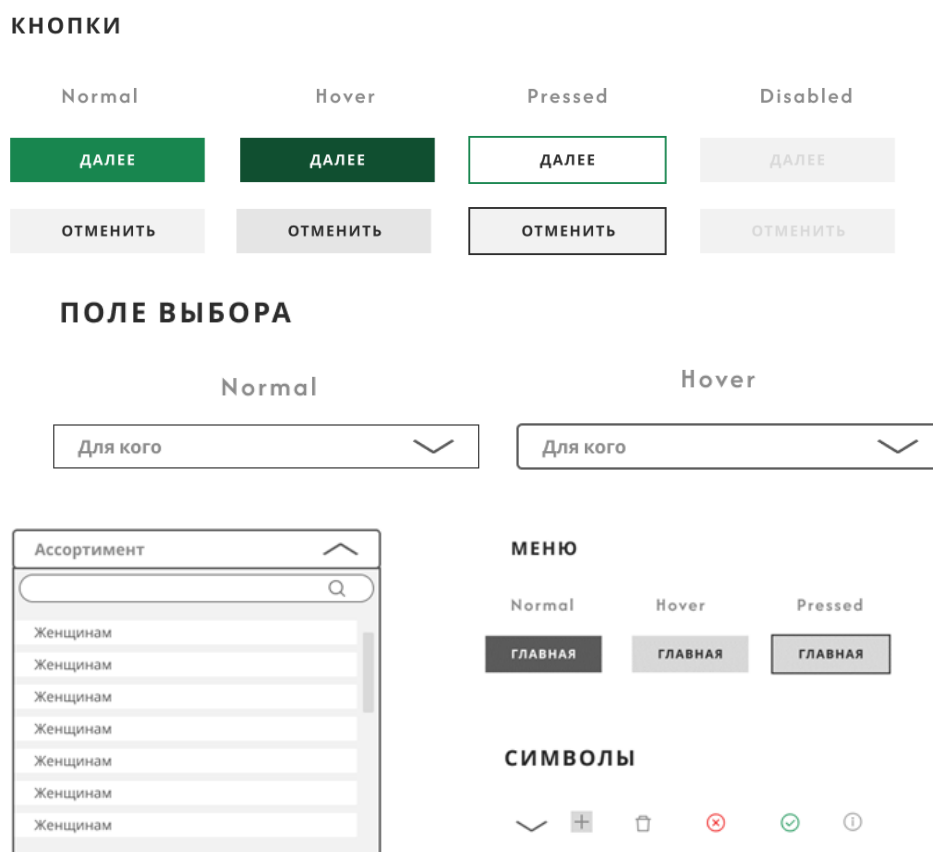 КНОПКИ
Normal Hover Pressed Disabled
ДАЛЕЕ ДАЛЕЕ ДАЛЕЕ ДАЛЕЕ
ОТМЕНИТЬ ОТМЕНИТЬ ОТМЕНИТЬ ОТМЕНИТЬ
ПОЛЕ ВЫБОРА
Normal Hover
Для кого Для кого
Ассортимент
Женщинам
Женщинам
Женщинам
Женщинам
Женщинам
Женщинам
Женщинам
МЕНЮ
Normal Hover Pressed
ГЛАВНАЯ ГЛАВНАЯ ГЛАВНАЯ
СИМВОЛЫ